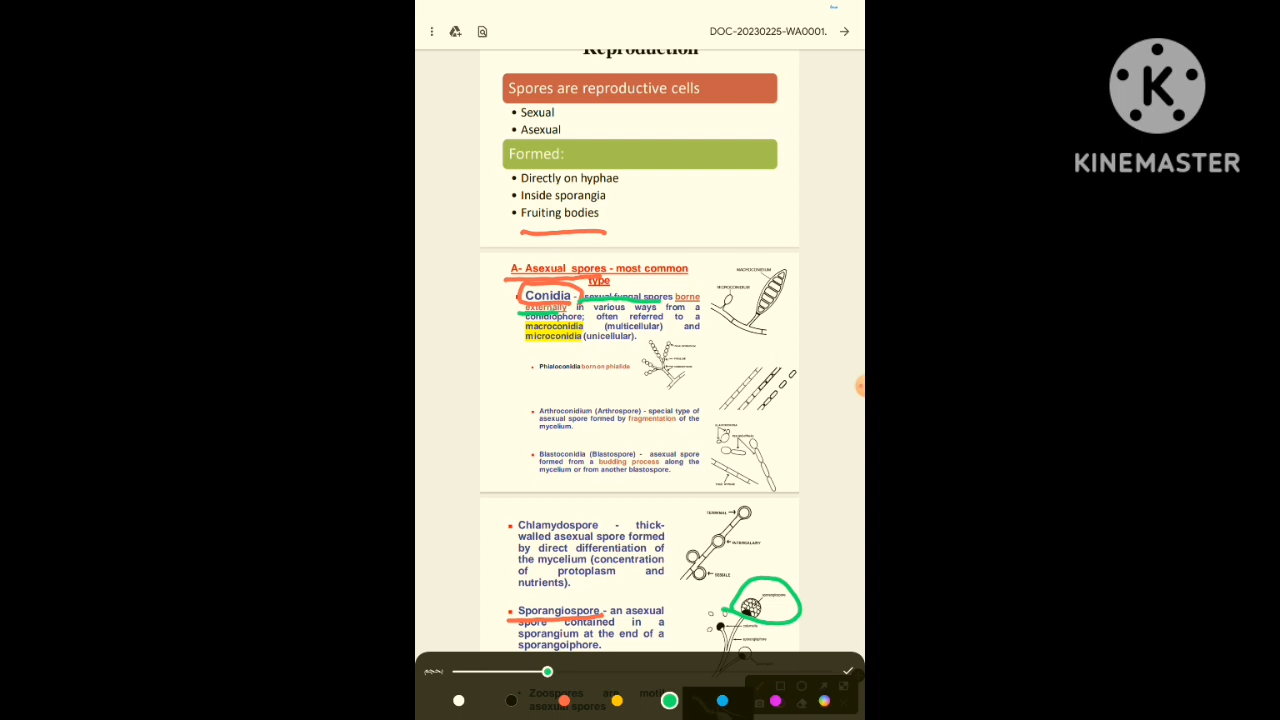 DOC-20230225-WA0001.
Reproduction
Spores are reproductive cells
• Sexual
• Asexual
Formed:
• Directly on hyphae
• Inside sporangia
• Fruiting bodies
A- Asexual spores - most common
type
Conidia - asexual fungal spores borne
externally in various ways from a
conidiophore; often referred to a
macroconidia (multicellular) and
microconidia (unicellular).
MACROCONIDIUM
MICROCONIDIUM
Phialoconidia born on phialide
Arthroconidium (Arthrospore) - special type of
asexual spore formed by fragmentation of the
mycelium.
Blastoconidia (Blastospore) - asexual spore
formed from a budding process along the
mycelium or from another blastospore.
Chlamydospore - thick-
walled asexual spore formed
by direct differentiation of
the mycelium (concentration
of protoplasm and
nutrients).
TERMINAL
INTERCALARY
SESSILE
Sporangiospore - an asexual
spore contained in a
sporangium at the end of a
sporangoiphore.
Zoospores are motile
asexual spores
K
KINEMASTER